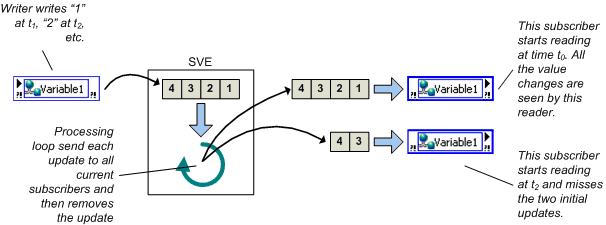 Writer writes “1”
at t1, “2” at t2,
etc.
Variable1
SVE
4 3 2 1
Processing
loop send each
update to all
current
subscribers and
then removes
the update
4 3 2 1
Variable1
This subscriber
starts reading
at time t0. All
the value
changes are
seen by this
reader.
4 3
Variable1
This subscriber
starts reading
at t2 and misses
the two initial
updates.